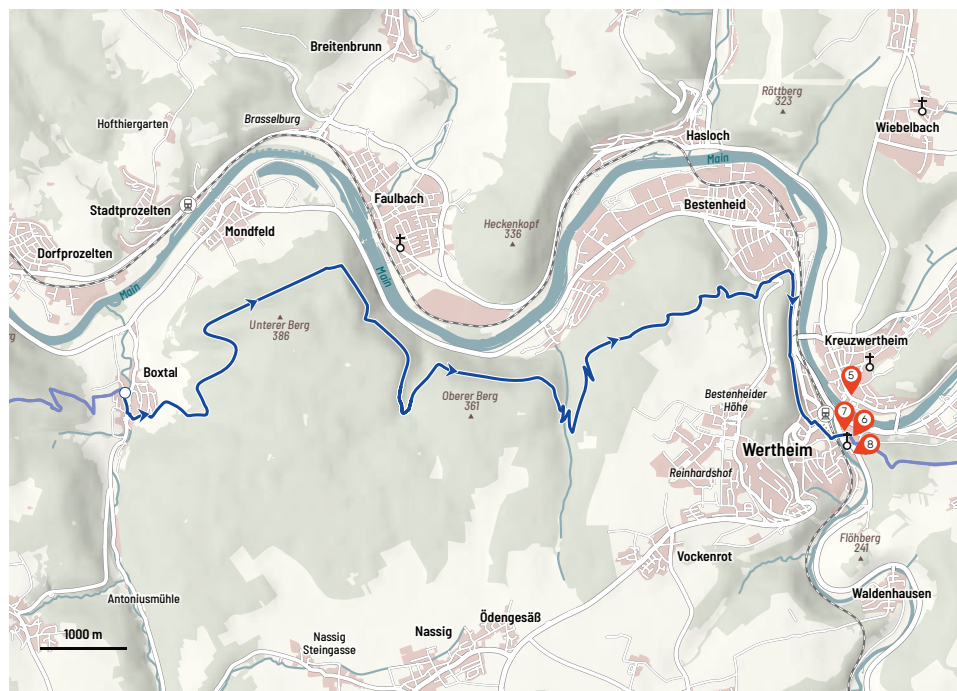 Breitenbrunn
Röttberg
323
Hofthiergarten
Brasselburg
Wiebelbach
Hasloch
Main
Stadtprozelten
Faulbach
Bestenheid
Mondfeld
Heckenkopf
336
Dorfprozelten
Main
Main
Unterer Berg
386
Kreuzwertheim
Boxtal
5
Oberer Berg
361
Bestenheider
Höhe
7
6
8
Wertheim
Reinhardshof
Flöhberg
241
Vockenrot
Antoniusmühle
Waldenhausen
Ödengesäß
1000 m
Nassig
Nassig
Steingasse